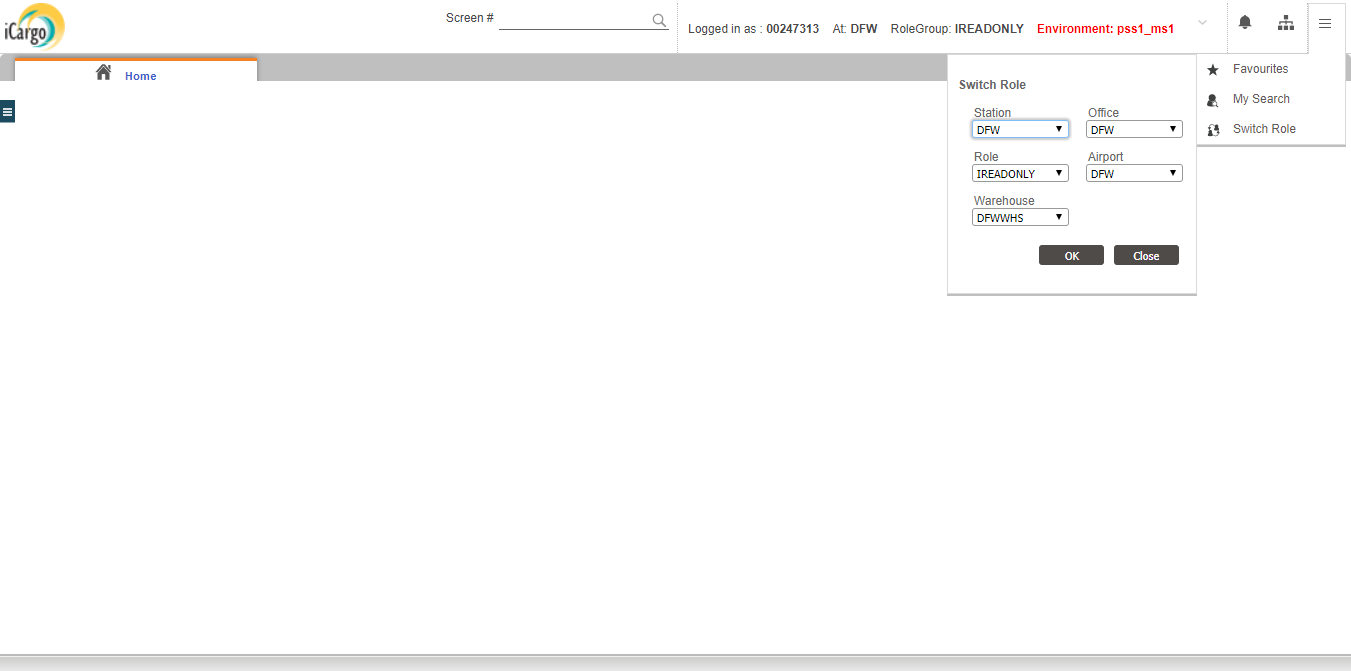 iCargo
Screen #
Logged in as : 00247313 At: DFW RoleGroup: IREADONLY Environment: pss1_ms1
Home
Favourites
My Search
Switch Role
Switch Role
Station Office
DFW DFW
Role Airport
IREADONLY DFW
Warehouse
DFWWHS
OK Close